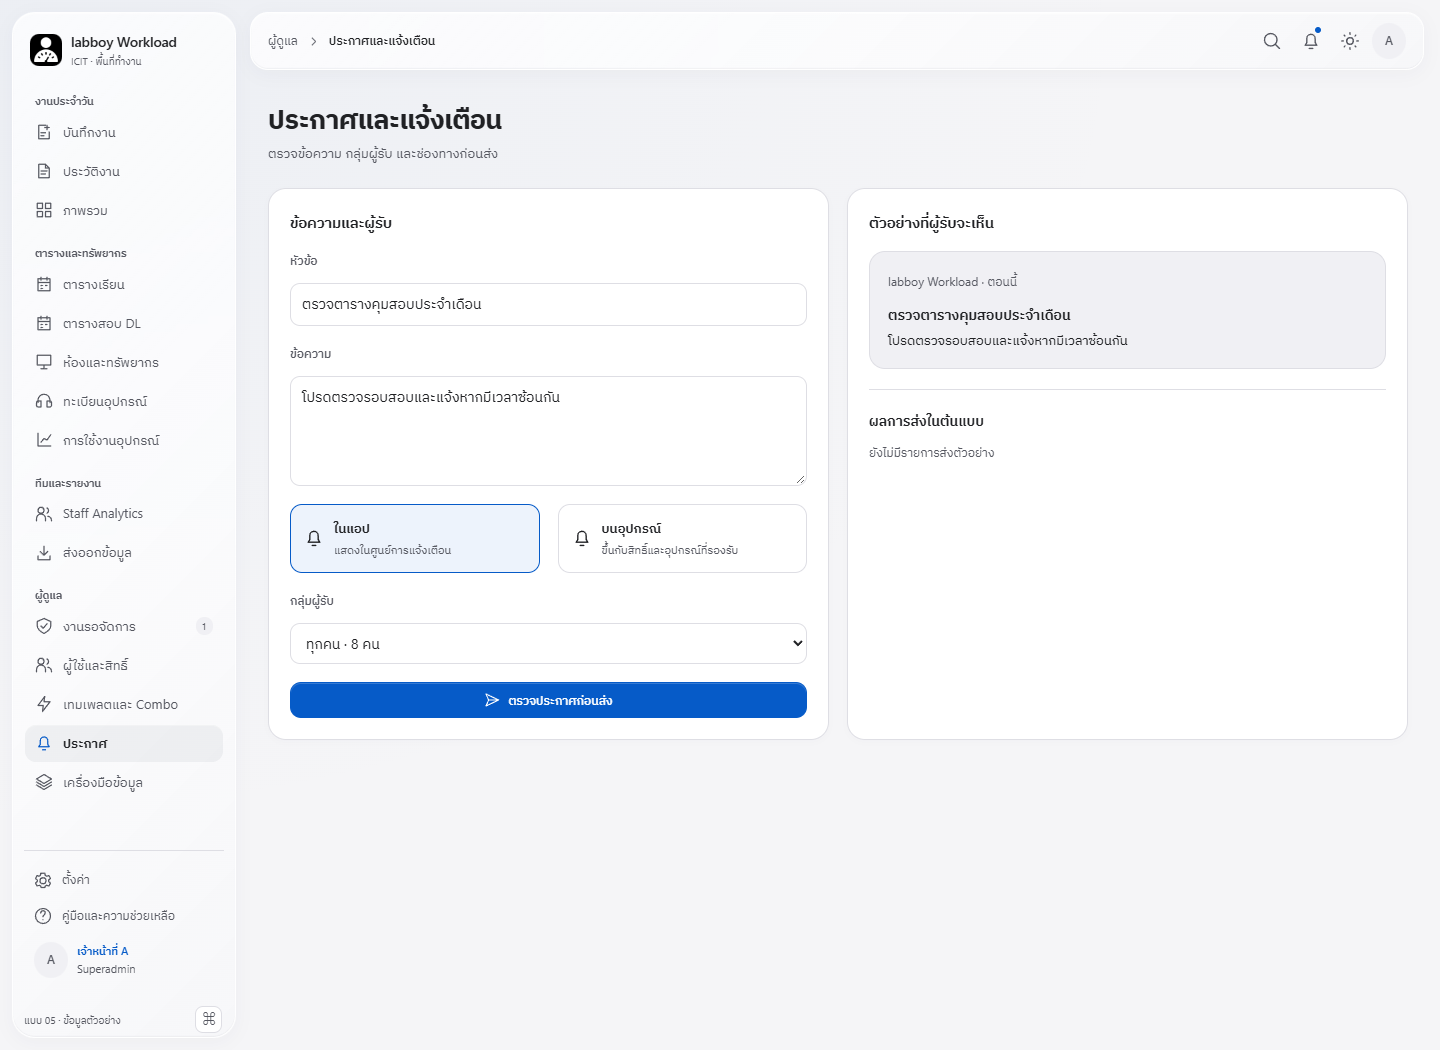 labboy Workload
ICIT · พื้นที่ทำงาน
งานประจำวัน
บันทึกงาน
ประวัติงาน
ภาพรวม
ตารางและทรัพยากร
ตารางเรียน
ตารางสอบ DL
ห้องและทรัพยากร
ทะเบียนอุปกรณ์
การใช้งานอุปกรณ์
ทีมและรายงาน
Staff Analytics
ส่งออกข้อมูล
ผู้ดูแล
งานรอจัดการ 1
ผู้ใช้และสิทธิ์
เทมเพลตและ Combo
ประกาศ
เครื่องมือข้อมูล
ตั้งค่า
คู่มือและความช่วยเหลือ
A
เจ้าหน้าที่ A
Superadmin
แบบ 05 · ข้อมูลตัวอย่าง
ผู้ดูแล > ประกาศและแจ้งเตือน
A
ประกาศและแจ้งเตือน
ตรวจข้อความ กลุ่มผู้รับ และช่องทางก่อนส่ง
ข้อความและผู้รับ
หัวข้อ
ตรวจตารางคุมสอบประจำเดือน
ข้อความ
โปรดตรวจรอบสอบและแจ้งหากมีเวลาซ้อนกัน
ในแอป
แสดงในศูนย์การแจ้งเตือน
บนอุปกรณ์
ขึ้นกับสิทธิ์และอุปกรณ์ที่รองรับ
กลุ่มผู้รับ
ทุกคน · 8 คน
ตรวจประกาศก่อนส่ง
ตัวอย่างที่ผู้รับจะเห็น
labboy Workload · ตอนนี้
ตรวจตารางคุมสอบประจำเดือน
โปรดตรวจรอบสอบและแจ้งหากมีเวลาซ้อนกัน
ผลการส่งในต้นแบบ
ยังไม่มีรายการส่งตัวอย่าง